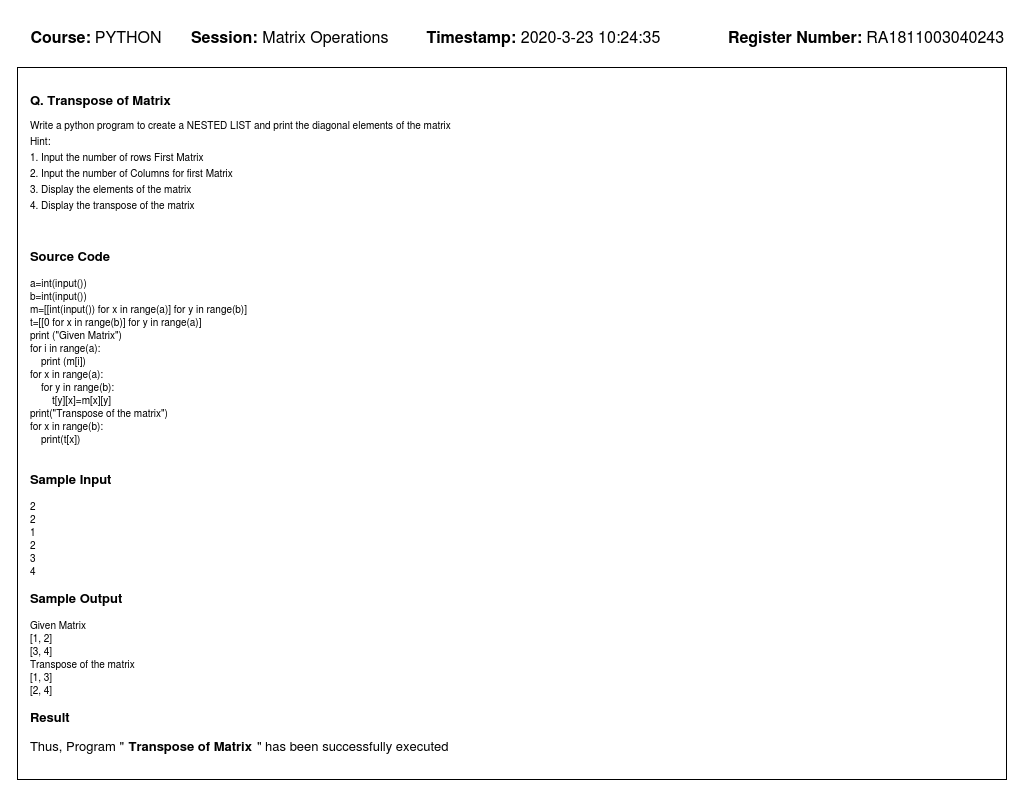 Course: PYTHON Session: Matrix Operations Timestamp: 2020-3-23 10:24:35 Register Number: RA1811003040243
Q. Transpose of Matrix
Write a python program to create a NESTED LIST and print the diagonal elements of the matrix
Hint:
1. Input the number of rows First Matrix
2. Input the number of Columns for first Matrix
3. Display the elements of the matrix
4. Display the transpose of the matrix
Source Code
a=int(input())
b=int(input())
m=[[int(input()) for x in range(a)] for y in range(b)]
t=[[0 for x in range(b)] for y in range(a)]
print ("Given Matrix")
for i in range(a):
    print (m[i])
for x in range(a):
    for y in range(b):
        t[y][x]=m[x][y]
print("Transpose of the matrix")
for x in range(b):
    print(t[x])
Sample Input
2
2
1
2
3
4
Sample Output
Given Matrix
[1, 2]
[3, 4]
Transpose of the matrix
[1, 3]
[2, 4]
Result
Thus, Program " Transpose of Matrix " has been successfully executed